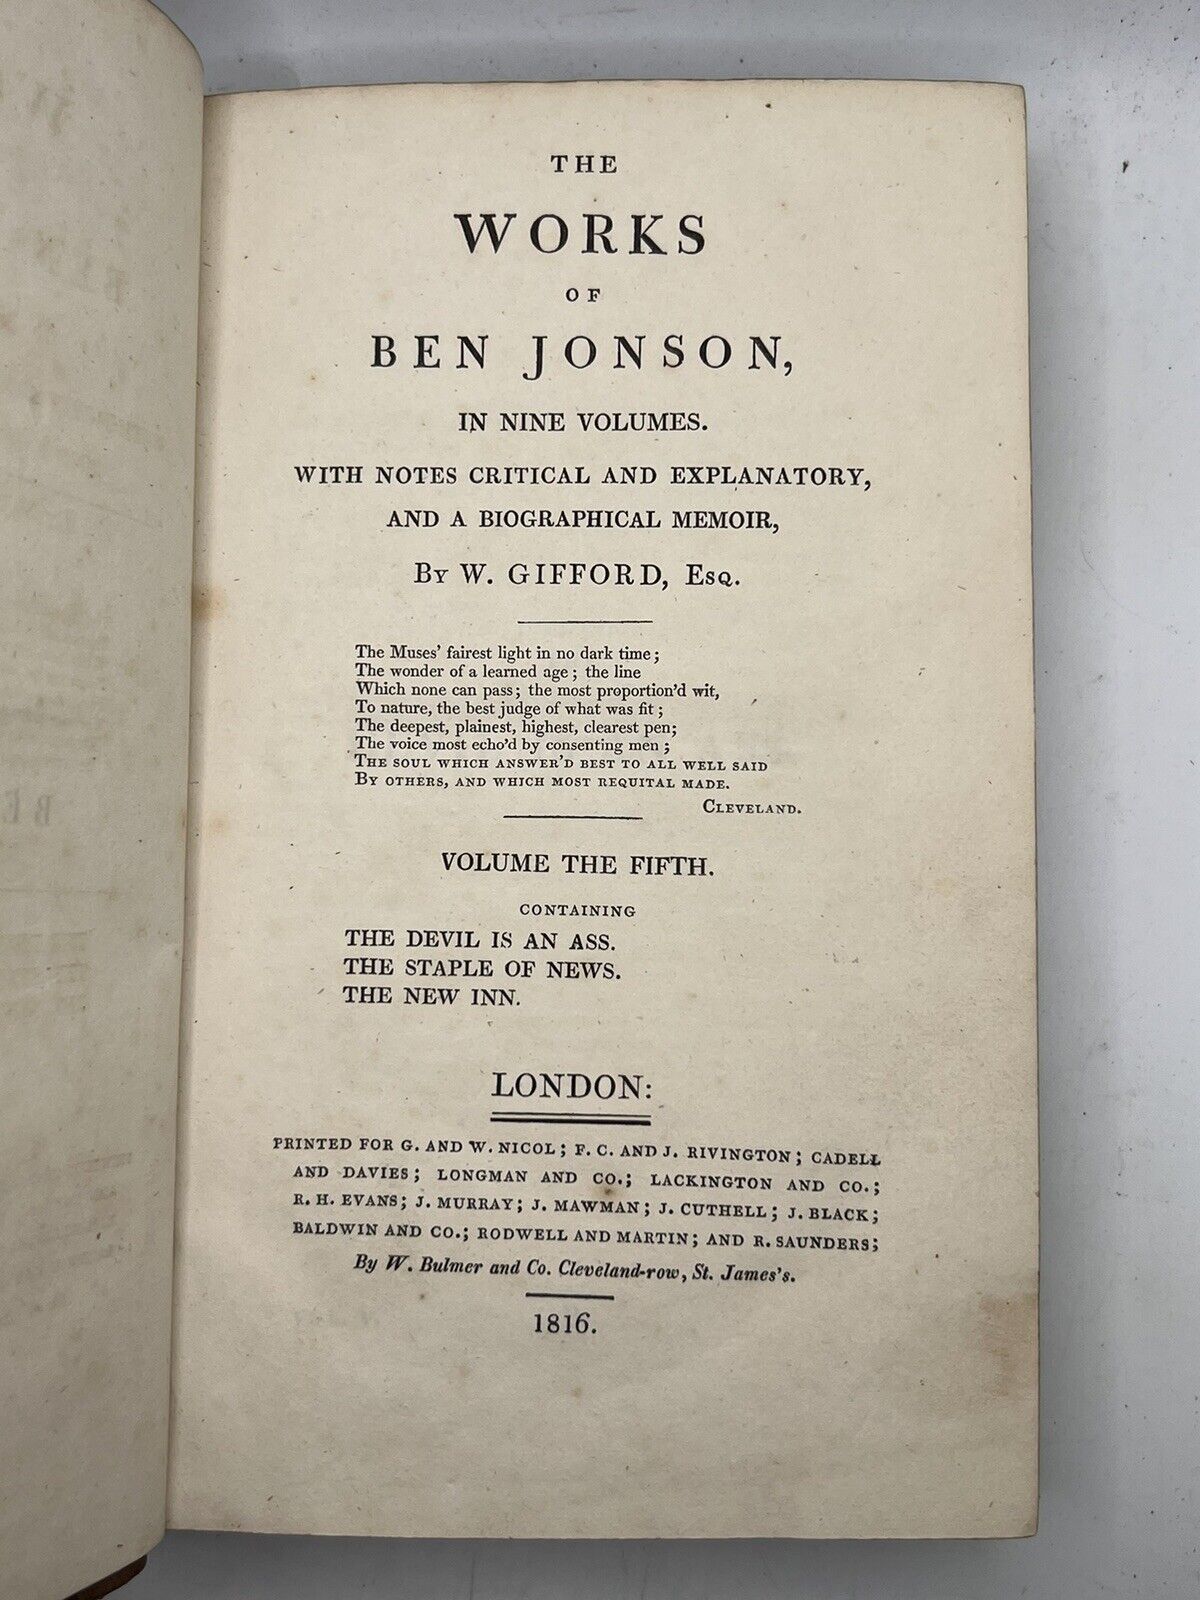 THE
WORKS
OF
BEN JONSON,
IN NINE VOLUMES.
WITH NOTES CRITICAL AND EXPLANATORY,
AND A BIOGRAPHICAL MEMOIR,
BY W. GIFFORD, ESQ.
The Muses' fairest light in no dark time;
The wonder of a learned age; the line
Which none can pass; the most proportion'd wit,
To nature, the best judge of what was fit;
The deepest, plainest, highest, clearest pen;
The voice most echo'd by consenting men;
THE SOUL WHICH ANSWER'D BEST TO ALL WELL SAID
BY OTHERS, AND WHICH MOST REQUITAL MADE.
CLEVELAND.
VOLUME THE FIFTH.
CONTAINING
THE DEVIL IS AN ASS.
THE STAPLE OF NEWS.
THE NEW INN.
LONDON:
PRINTED FOR G. AND W. NICOL; F. C. AND J. RIVINGTON; CADELL
AND DAVIES; LONGMAN AND CO.; LACKINGTON AND CO.;
R. H. EVANS; J. MURRAY; J. MAWMAN; J. CUTHELL; J. BLACK;
BALDWIN AND CO.; RODWELL AND MARTIN; AND R. SAUNDERS;
By W. Bulmer and Co. Cleveland-row, St. James's.
1816.